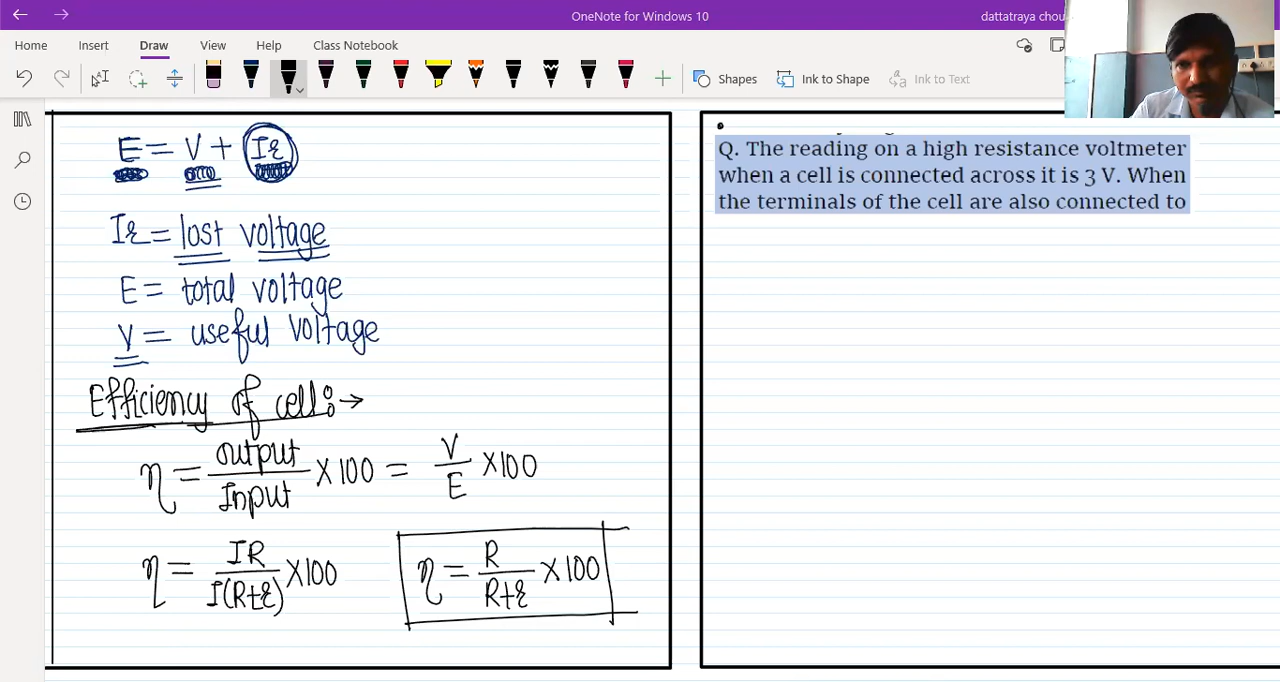 OneNote for Windows 10
dattatraya chou
Home Insert Draw View Help Class Notebook
Shapes Ink to Shape Ink to Text
E = V + Ir
Ir = lost voltage
E = total voltage
V = useful voltage
Efficiency of cell:→
η = output/Input × 100 = V/E × 100
η = IR/I(R+r) × 100
η = R/R+r × 100
Q. The reading on a high resistance voltmeter
when a cell is connected across it is 3 V. When
the terminals of the cell are also connected to